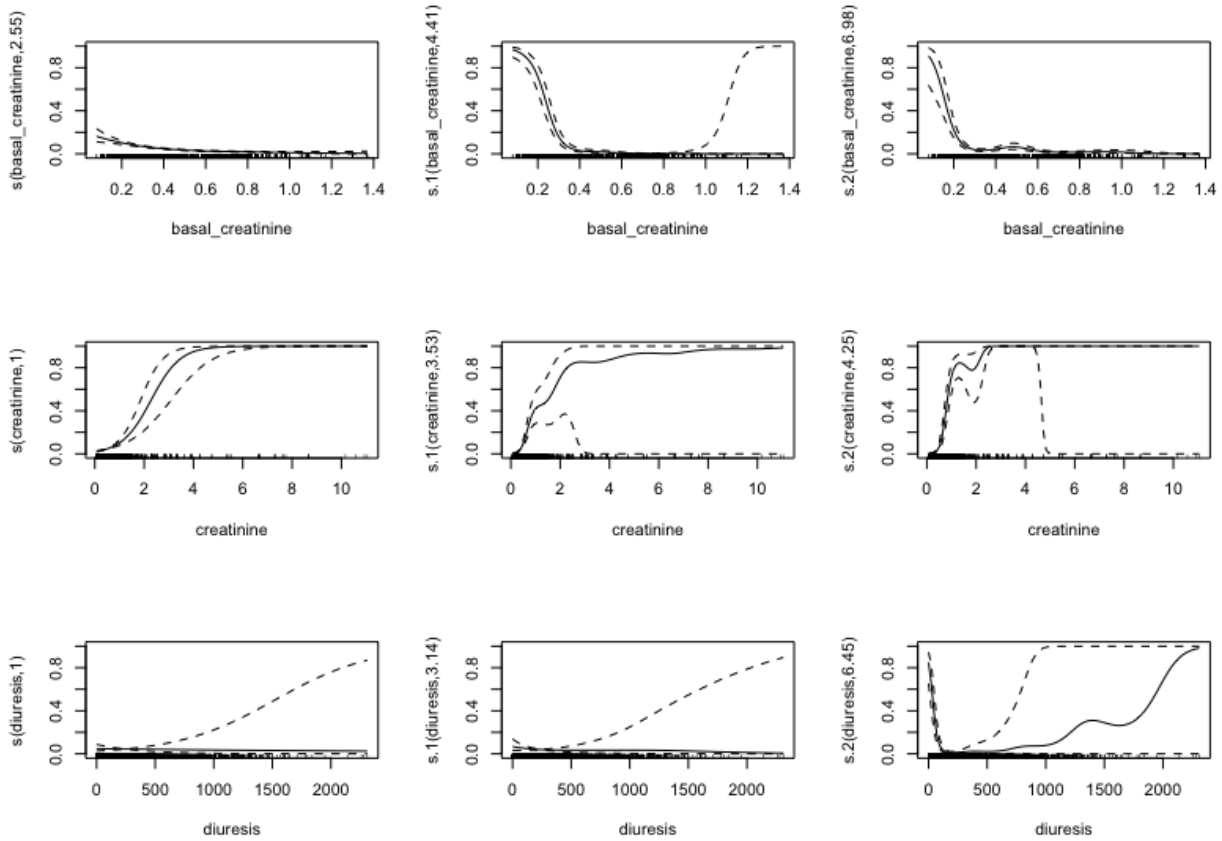 s(basal_creatinine,2.55)
0.0 0.4 0.8
0.2 0.4 0.6 0.8 1.0 1.2 1.4
basal_creatinine
s.1(basal_creatinine,4.41)
0.0 0.4 0.8
0.2 0.4 0.6 0.8 1.0 1.2 1.4
basal_creatinine
s.2(basal_creatinine,6.98)
0.0 0.4 0.8
0.2 0.4 0.6 0.8 1.0 1.2 1.4
basal_creatinine
s(creatinine,1)
0.0 0.4 0.8
0 2 4 6 8 10
creatinine
s.1(creatinine,3.53)
0.0 0.4 0.8
0 2 4 6 8 10
creatinine
s.2(creatinine,4.25)
0.0 0.4 0.8
0 2 4 6 8 10
creatinine
s(diuresis,1)
0.0 0.4 0.8
0 500 1000 2000
diuresis
s.1(diuresis,3.14)
0.0 0.4 0.8
0 500 1000 2000
diuresis
s.2(diuresis,6.45)
0.0 0.4 0.8
0 500 1000 2000
diuresis